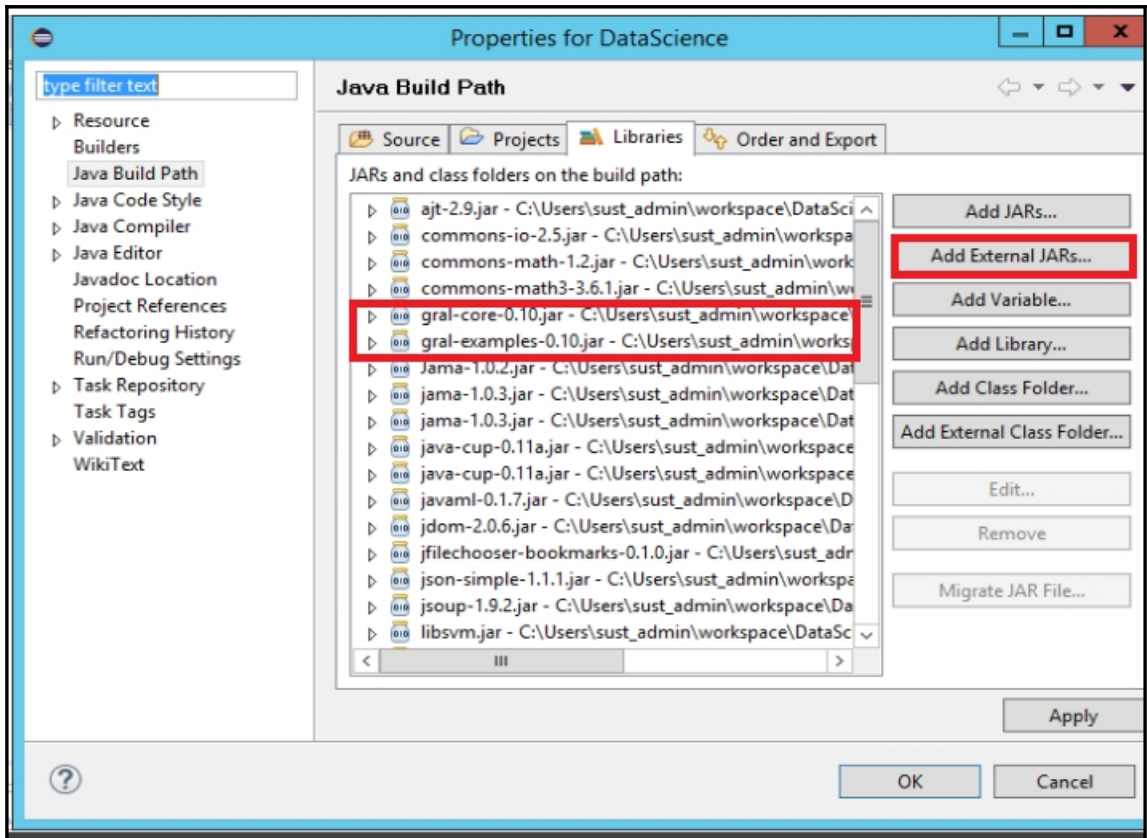 Properties for DataScience
type filter text
Resource
Builders
Java Build Path
Java Code Style
Java Compiler
Java Editor
Javadoc Location
Project References
Refactoring History
Run/Debug Settings
Task Repository
Task Tags
Validation
WikiText
Java Build Path
Source Projects Libraries Order and Export
JARs and class folders on the build path:
ajt-2.9.jar - C:\Users\sust_admin\workspace\DataSci
commons-io-2.5.jar - C:\Users\sust_admin\workspa
commons-math-1.2.jar - C:\Users\sust_admin\work
commons-math3-3.6.1.jar - C:\Users\sust_admin\w
gral-core-0.10.jar - C:\Users\sust_admin\workspace\
gral-examples-0.10.jar - C:\Users\sust_admin\works
Jama-1.0.2.jar - C:\Users\sust_admin\workspace\Dat
jama-1.0.3.jar - C:\Users\sust_admin\workspace\Dat
jama-1.0.3.jar - C:\Users\sust_admin\workspace\Dat
java-cup-0.11a.jar - C:\Users\sust_admin\workspace
java-cup-0.11a.jar - C:\Users\sust_admin\workspace
javaml-0.1.7.jar - C:\Users\sust_admin\workspace\D
jdom-2.0.6.jar - C:\Users\sust_admin\workspace\Da
jfilechooser-bookmarks-0.1.0.jar - C:\Users\sust_adr
json-simple-1.1.1.jar - C:\Users\sust_admin\workspa
jsoup-1.9.2.jar - C:\Users\sust_admin\workspace\Da
libsvm.jar - C:\Users\sust_admin\workspace\DataSc
Add JARs...
Add External JARs...
Add Variable...
Add Library...
Add Class Folder...
Add External Class Folder...
Edit...
Remove
Migrate JAR File...
Apply
OK Cancel